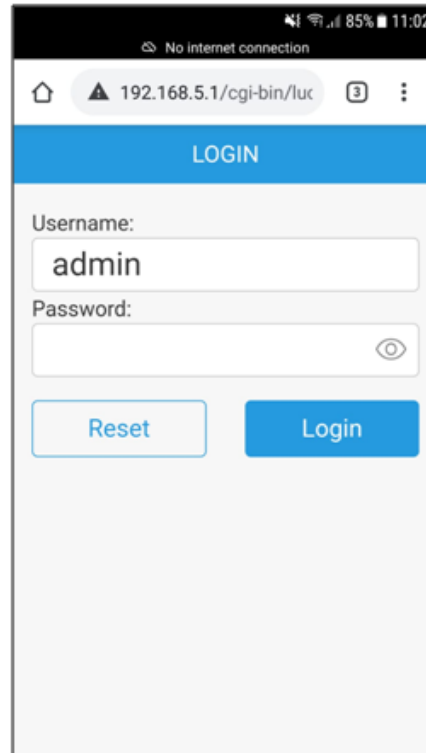 85% 11:02
No internet connection
192.168.5.1/cgi-bin/luc 3
LOGIN
Username:
admin
Password:
Reset Login